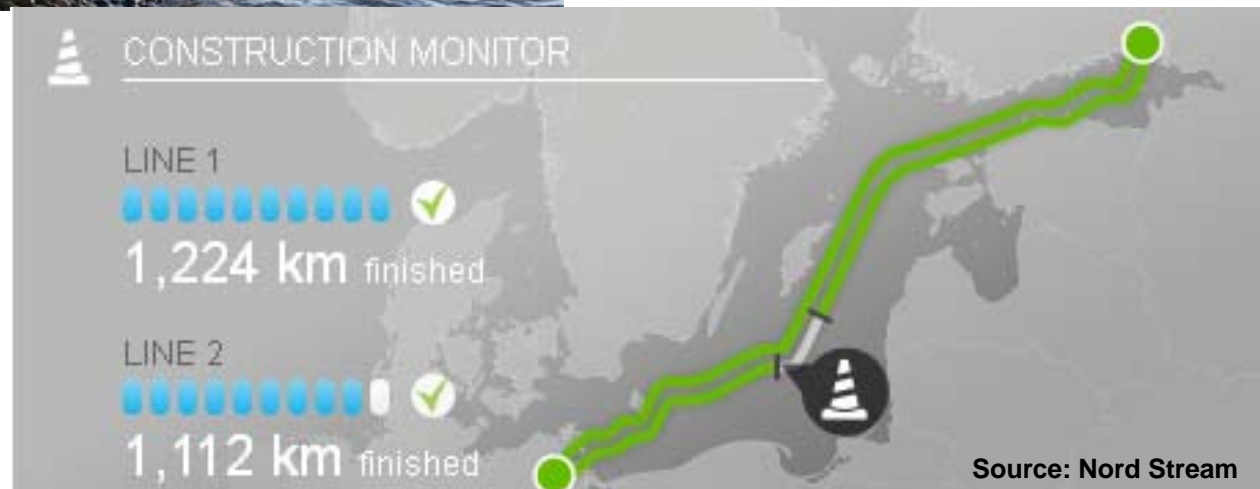 CONSTRUCTION MONITOR
LINE 1
1,224 km finished
LINE 2
1,112 km finished
Source: Nord Stream